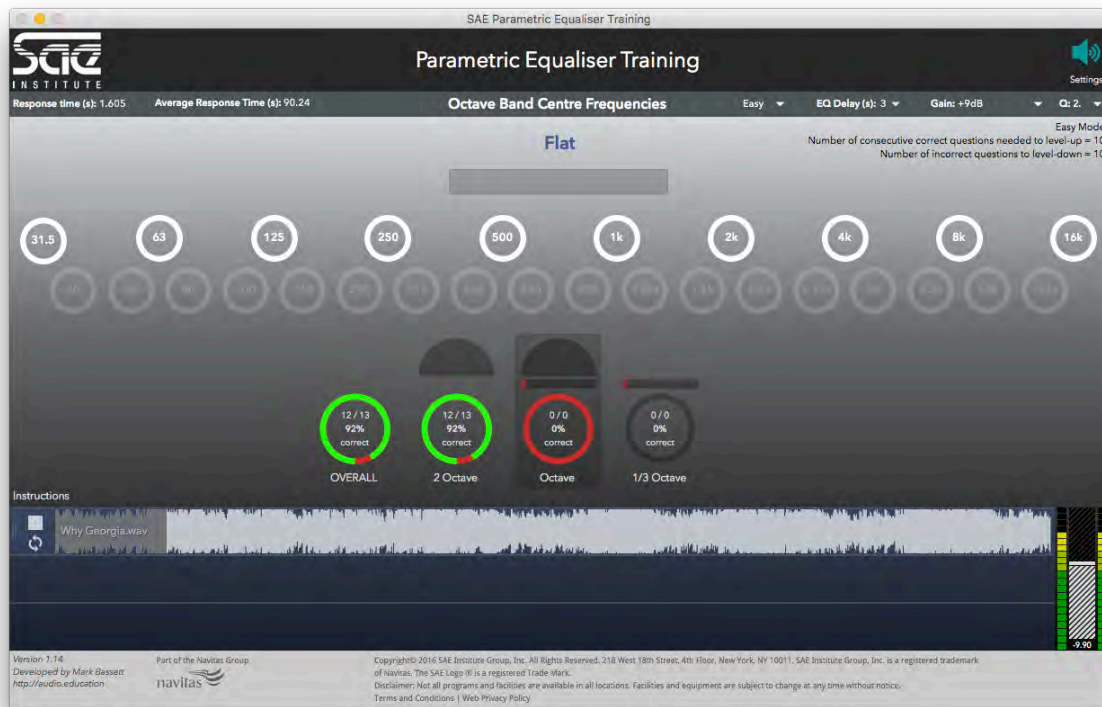 SAE Parametric Equaliser Training
sae
INSTITUTE
Parametric Equaliser Training
Settings
Response time (s): 1.605
Average Response Time (s): 90.24
Octave Band Centre Frequencies
Easy
EQ Delay (s): 3
Gain: +9dB
Q: 2.
Easy Mode
Number of consecutive correct questions needed to level-up = 10
Number of incorrect questions to level-down = 10
Flat
31.5 63 125 250 500 1k 2k 4k 8k 16k
12 / 13
92%
correct
OVERALL
12 / 13
92%
correct
2 Octave
0 / 0
0%
correct
Octave
0 / 0
0%
correct
1/3 Octave
Instructions
Why Georgia.wav
-9.90
Version 1.14
Developed by Mark Bassett
http://audio.education
Part of the Navitas Group
navitas
Copyright© 2016 SAE Institute Group, Inc. All Rights Reserved. 218 West 18th Street, 4th Floor, New York, NY 10011. SAE Institute Group, Inc. is a registered trademark
of Navitas. The SAE Logo ® is a registered Trade Mark.
Disclaimer: Not all programs and facilities are available in all locations. Facilities and equipment are subject to change at any time without notice.
Terms and Conditions | Web Privacy Policy